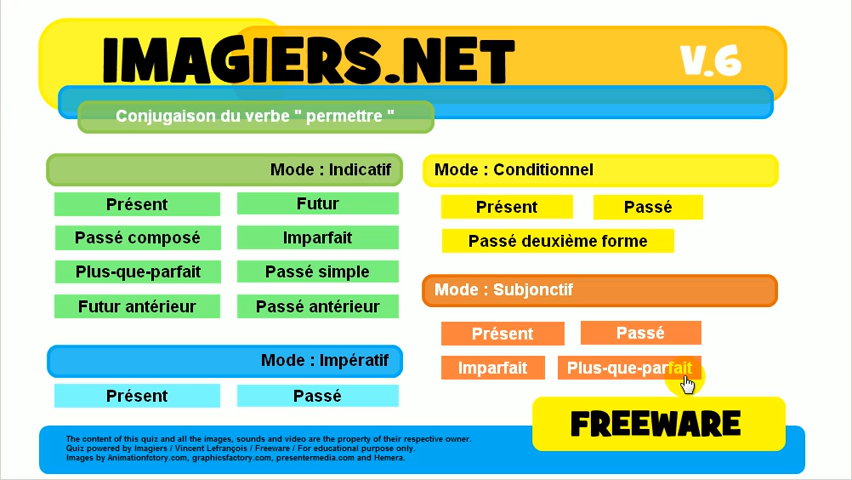 IMAGIERS.NET
V.6
Conjugaison du verbe " permettre "
Mode : Indicatif
Présent
Futur
Passé composé
Imparfait
Plus-que-parfait
Passé simple
Futur antérieur
Passé antérieur
Mode : Impératif
Présent
Passé
Mode : Conditionnel
Présent
Passé
Passé deuxième forme
Mode : Subjonctif
Présent
Passé
Imparfait
Plus-que-parfait
FREEWARE
The content of this quiz and all the images, sounds and video are the property of their respective owner.
Quiz powered by Imagiers / Vincent Lefrançois / Freeware / For educational purpose only.
Images by Animationfctory.com, graphicsfactory.com, presentermedia.com and Hemera.